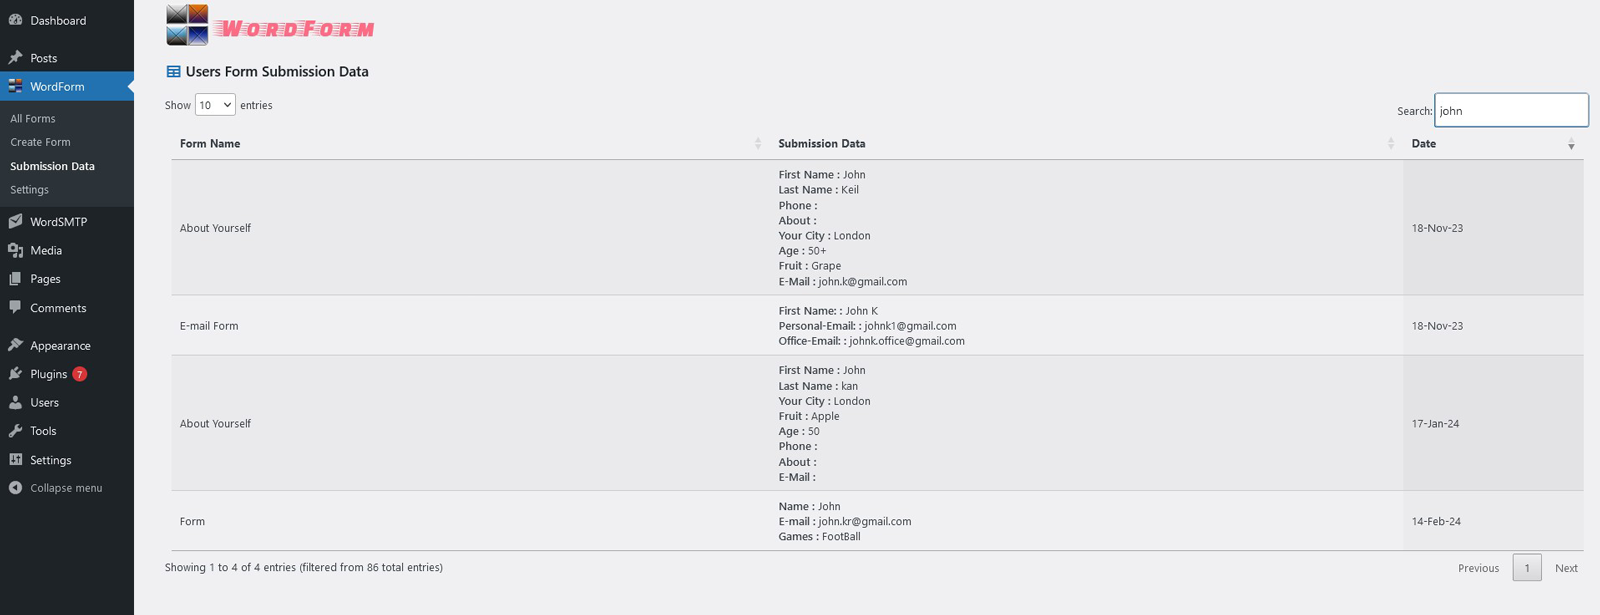 Dashboard
Posts
WordForm
All Forms
Create Form
Submission Data
Settings
WordSMTP
Media
Pages
Comments
Appearance
Plugins 7
Users
Tools
Settings
Collapse menu
WordForm
Users Form Submission Data
Show 10 entries
Search: john
Form Name Submission Data Date
About Yourself
First Name : John
Last Name : Keil
Phone :
About :
Your City : London
Age : 50+
Fruit : Grape
E-Mail : john.k@gmail.com
18-Nov-23
E-mail Form
First Name: : John K
Personal-Email: : johnk1@gmail.com
Office-Email: : johnk.office@gmail.com
18-Nov-23
About Yourself
First Name : John
Last Name : kan
Your City : London
Fruit : Apple
Age : 50
Phone :
About :
E-Mail :
17-Jan-24
Form
Name : John
E-mail : john.kr@gmail.com
Games : FootBall
14-Feb-24
Showing 1 to 4 of 4 entries (filtered from 86 total entries)
Previous 1 Next